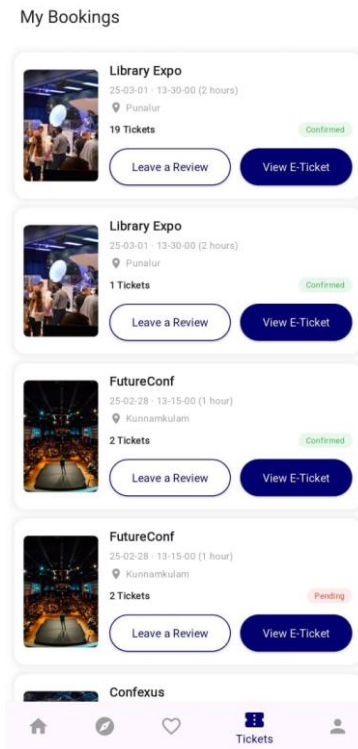 My Bookings
Library Expo
25-03-01 · 13-30-00 (2 hours)
Punalur
19 Tickets
Confirmed
Leave a Review
View E-Ticket
Library Expo
25-03-01 · 13-30-00 (2 hours)
Punalur
1 Tickets
Confirmed
Leave a Review
View E-Ticket
FutureConf
25-02-28 · 13-15-00 (1 hour)
Kunnamkulam
2 Tickets
Confirmed
Leave a Review
View E-Ticket
FutureConf
25-02-28 · 13-15-00 (1 hour)
Kunnamkulam
2 Tickets
Pending
Leave a Review
View E-Ticket
Confexus
Tickets